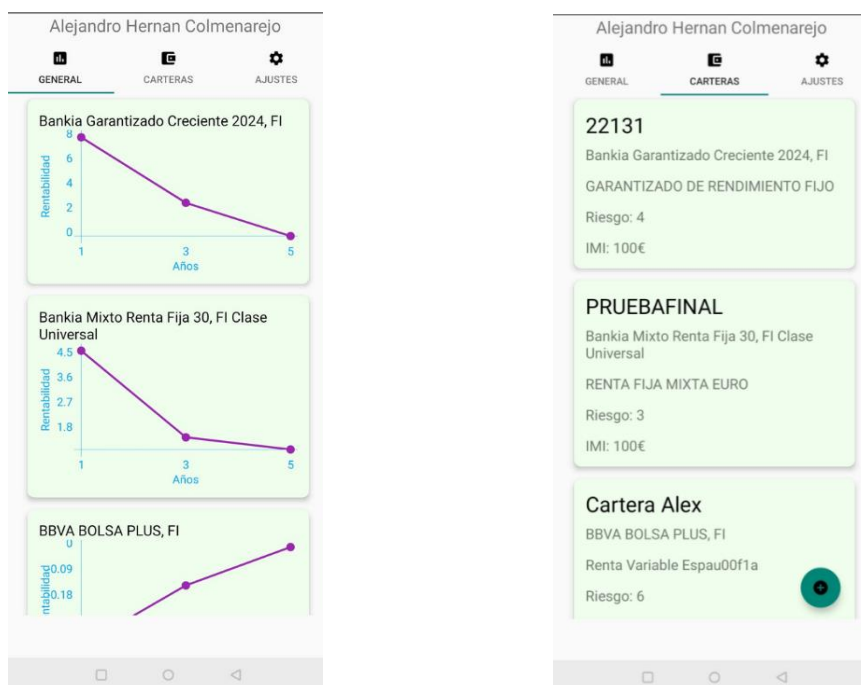 Alejandro Hernan Colmenarejo
GENERAL
CARTERAS
AJUSTES
Bankia Garantizado Creciente 2024, FI
8
6
4
2
0
Rentabilidad
1
3
5
Años
Bankia Mixto Renta Fija 30, FI Clase
Universal
4.5
3.6
2.7
1.8
Rentabilidad
1
3
5
Años
BBVA BOLSA PLUS, FI
0
0.09
0.18
Alejandro Hernan Colmenarejo
GENERAL
CARTERAS
AJUSTES
22131
Bankia Garantizado Creciente 2024, FI
GARANTIZADO DE RENDIMIENTO FIJO
Riesgo: 4
IMI: 100€
PRUEBAFINAL
Bankia Mixto Renta Fija 30, FI Clase
Universal
RENTA FIJA MIXTA EURO
Riesgo: 3
IMI: 100€
Cartera Alex
BBVA BOLSA PLUS, FI
Renta Variable Espau00f1a
Riesgo: 6